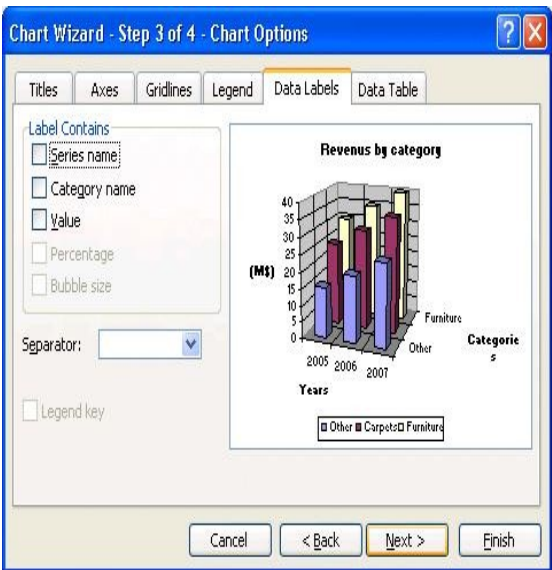 Chart Wizard - Step 3 of 4 - Chart Options
Titles Axes Gridlines Legend Data Labels Data Table
Label Contains
Series name
Category name
Value
Percentage
Bubble size
Separator:
Legend key
Revenus by category
(M$)
40
35
30
25
20
15
10
5
0
2005 2006 2007
Years
Furniture
Other
Categorie
s
Other Carpets Furniture
Cancel < Back Next > Finish